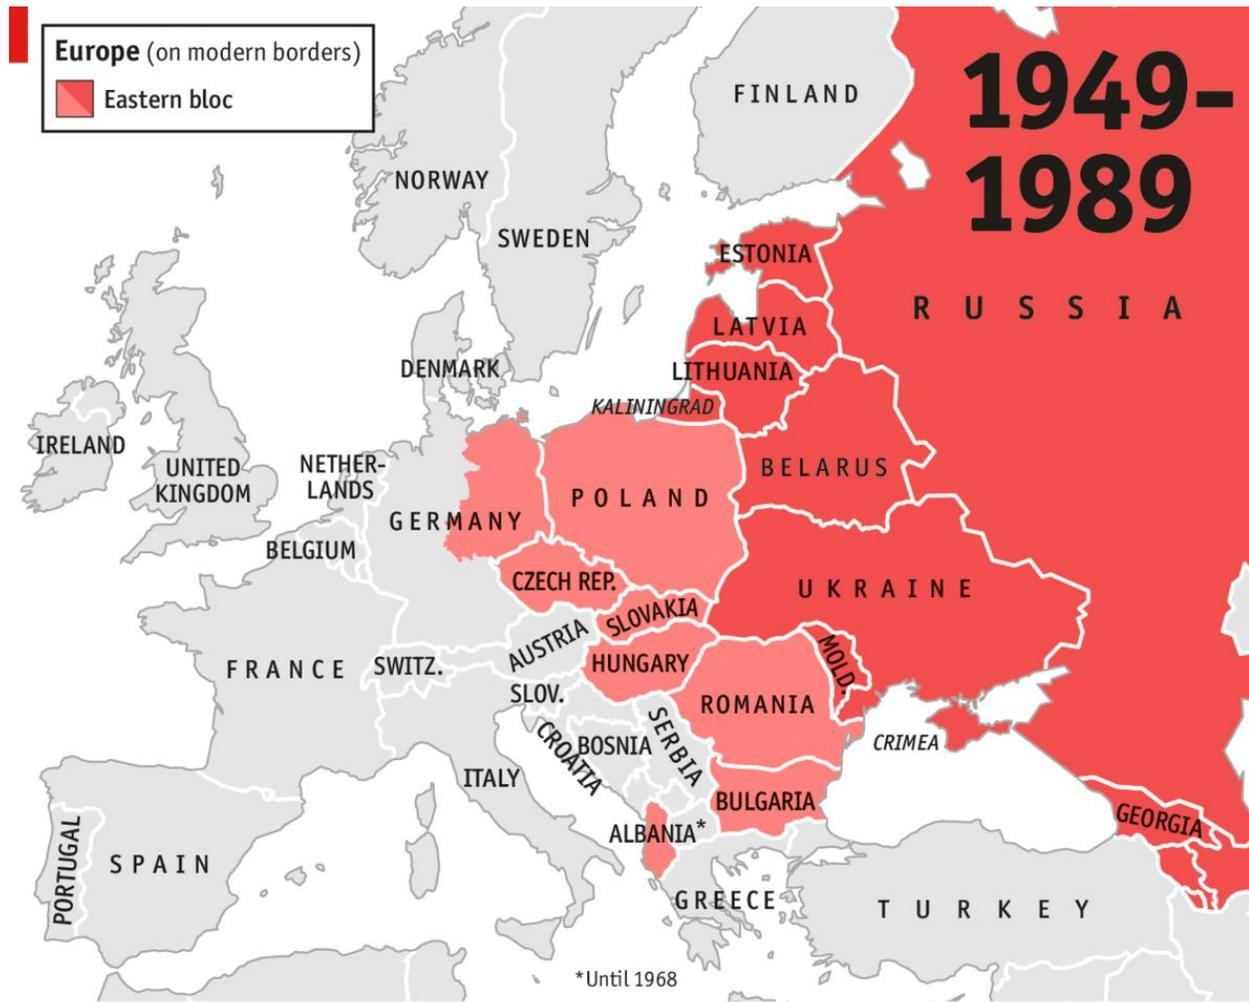 Europe (on modern borders)
Eastern bloc
1949-
1989
FINLAND
NORWAY
SWEDEN
ESTONIA
RUSSIA
LATVIA
DENMARK
LITHUANIA
KALININGRAD
IRELAND
UNITED
KINGDOM
NETHER-
LANDS
BELARUS
POLAND
GERMANY
BELGIUM
CZECH REP.
UKRAINE
SLOVAKIA
AUSTRIA
FRANCE
SWITZ.
HUNGARY
MOLD.
SLOV.
ROMANIA
CROATIA
BOSNIA
SERBIA
CRIMEA
ITALY
BULGARIA
GEORGIA
ALBANIA*
PORTUGAL
SPAIN
GREECE
TURKEY
*Until 1968